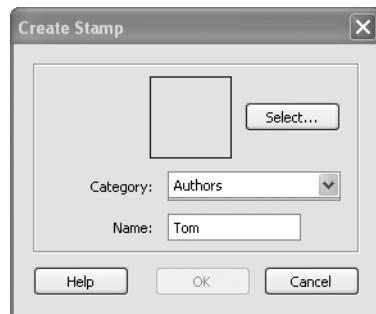 Create Stamp
Select...
Category: Authors
Name: Tom
Help OK Cancel